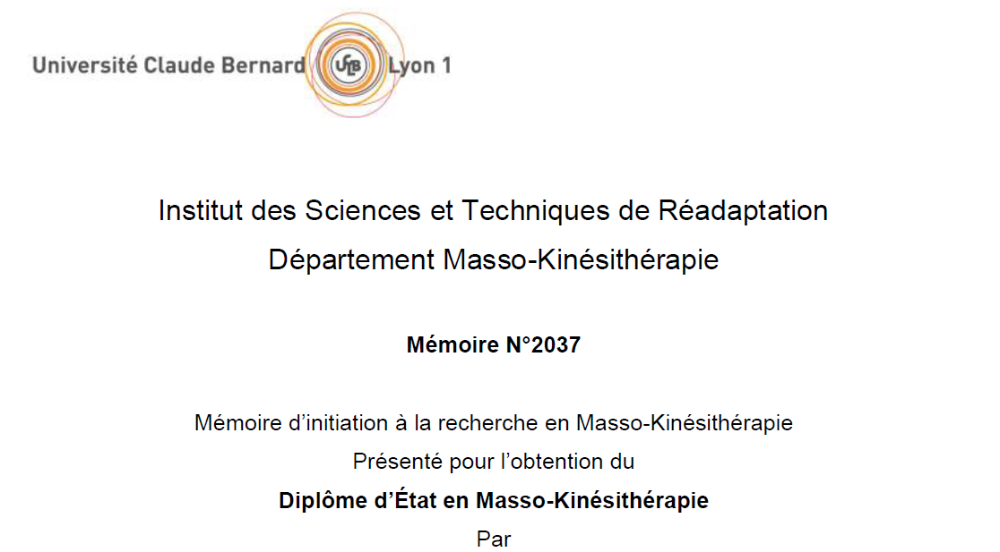 Université Claude Bernard UCLB Lyon 1
Institut des Sciences et Techniques de Réadaptation
Département Masso-Kinésithérapie
Mémoire N°2037
Mémoire d’initiation à la recherche en Masso-Kinésithérapie
Présenté pour l’obtention du
Diplôme d’État en Masso-Kinésithérapie
Par